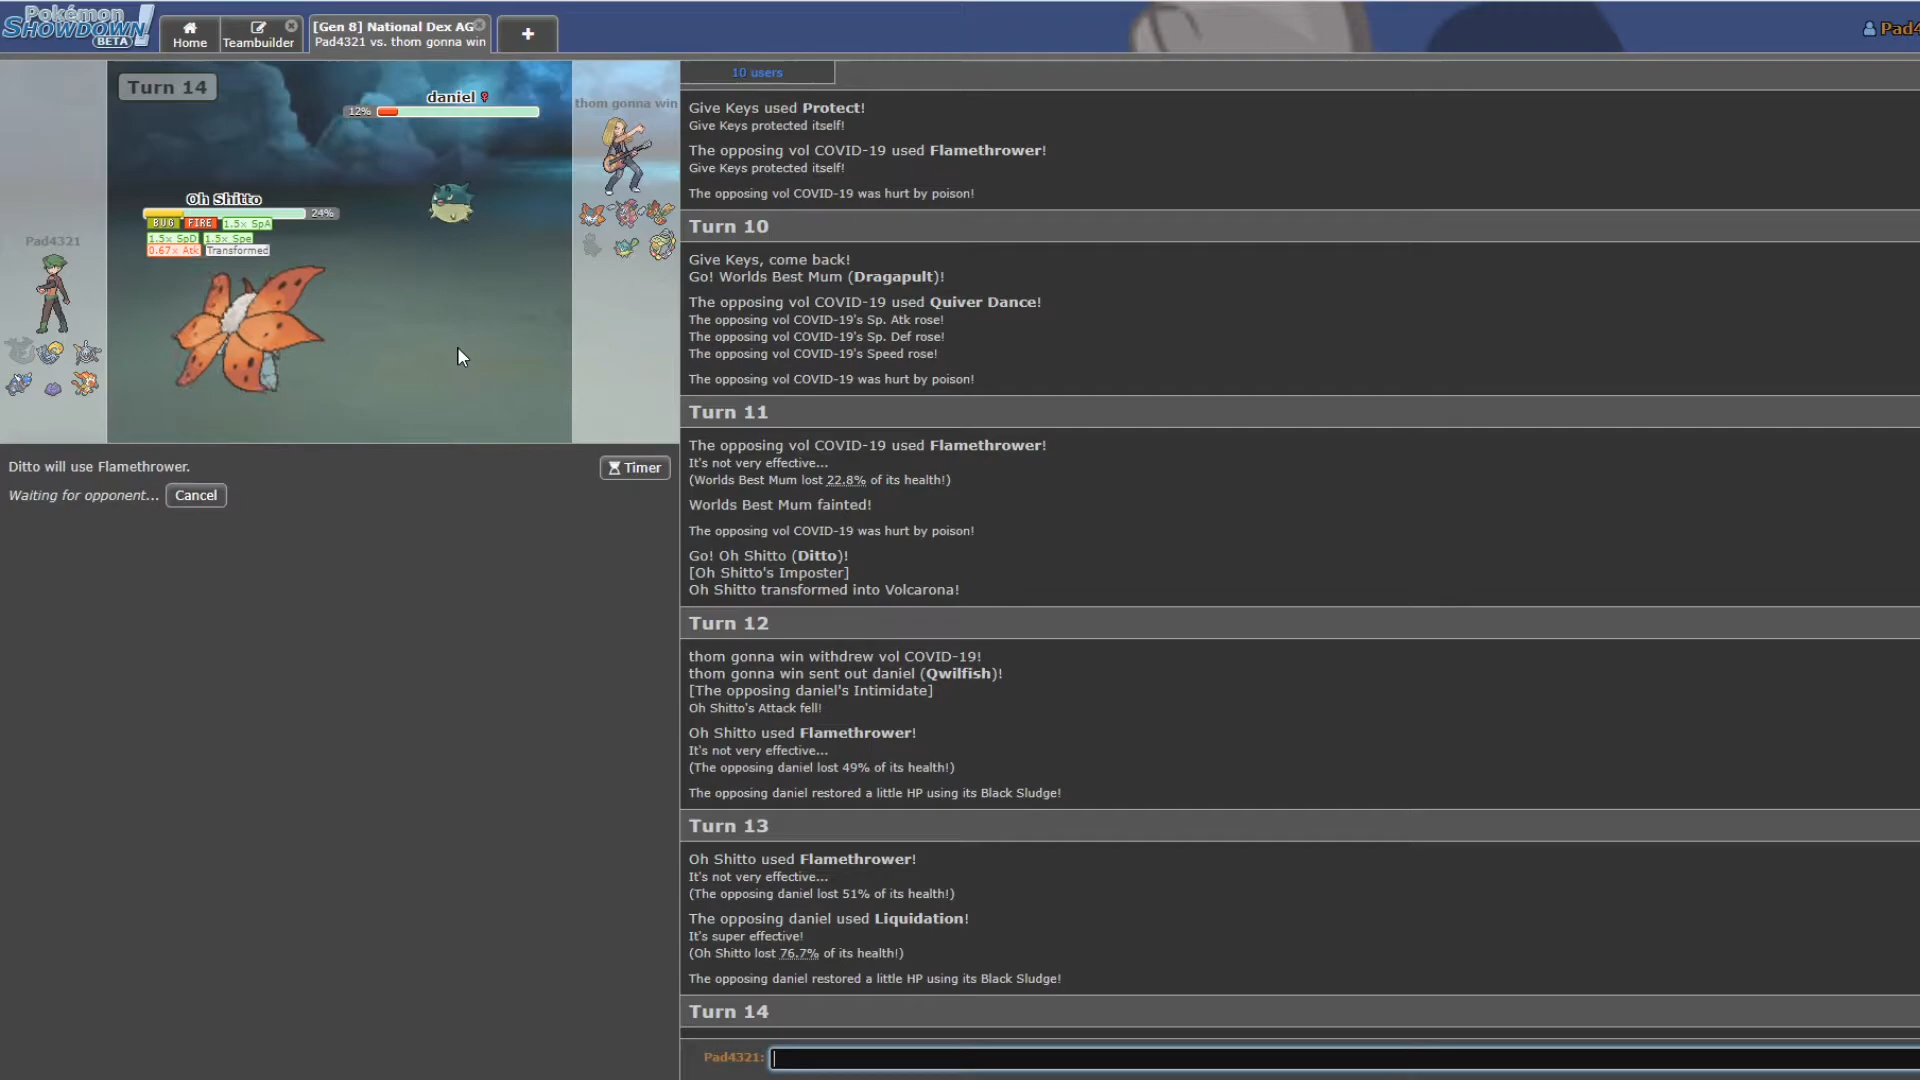 Pokémon
SHOWDOWN!
BETA
Home
Teambuilder
[Gen 8] National Dex AG
Pad4321 vs. thom gonna win
+
Pad4
Turn 14
daniel
12%
Oh Shitto
24%
BUG FIRE 1.5× SpA
1.5× SpD 1.5× Spe
0.67× Atk Transformed
Pad4321
thom gonna win
Ditto will use Flamethrower.
Timer
Waiting for opponent... Cancel
10 users
Give Keys used Protect!
Give Keys protected itself!
The opposing vol COVID-19 used Flamethrower!
Give Keys protected itself!
The opposing vol COVID-19 was hurt by poison!
Turn 10
Give Keys, come back!
Go! Worlds Best Mum (Dragapult)!
The opposing vol COVID-19 used Quiver Dance!
The opposing vol COVID-19's Sp. Atk rose!
The opposing vol COVID-19's Sp. Def rose!
The opposing vol COVID-19's Speed rose!
The opposing vol COVID-19 was hurt by poison!
Turn 11
The opposing vol COVID-19 used Flamethrower!
It's not very effective...
(Worlds Best Mum lost 22.8% of its health!)
Worlds Best Mum fainted!
The opposing vol COVID-19 was hurt by poison!
Go! Oh Shitto (Ditto)!
[Oh Shitto's Imposter]
Oh Shitto transformed into Volcarona!
Turn 12
thom gonna win withdrew vol COVID-19!
thom gonna win sent out daniel (Qwilfish)!
[The opposing daniel's Intimidate]
Oh Shitto's Attack fell!
Oh Shitto used Flamethrower!
It's not very effective...
(The opposing daniel lost 49% of its health!)
The opposing daniel restored a little HP using its Black Sludge!
Turn 13
Oh Shitto used Flamethrower!
It's not very effective...
(The opposing daniel lost 51% of its health!)
The opposing daniel used Liquidation!
It's super effective!
(Oh Shitto lost 76.7% of its health!)
The opposing daniel restored a little HP using its Black Sludge!
Turn 14
Pad4321: